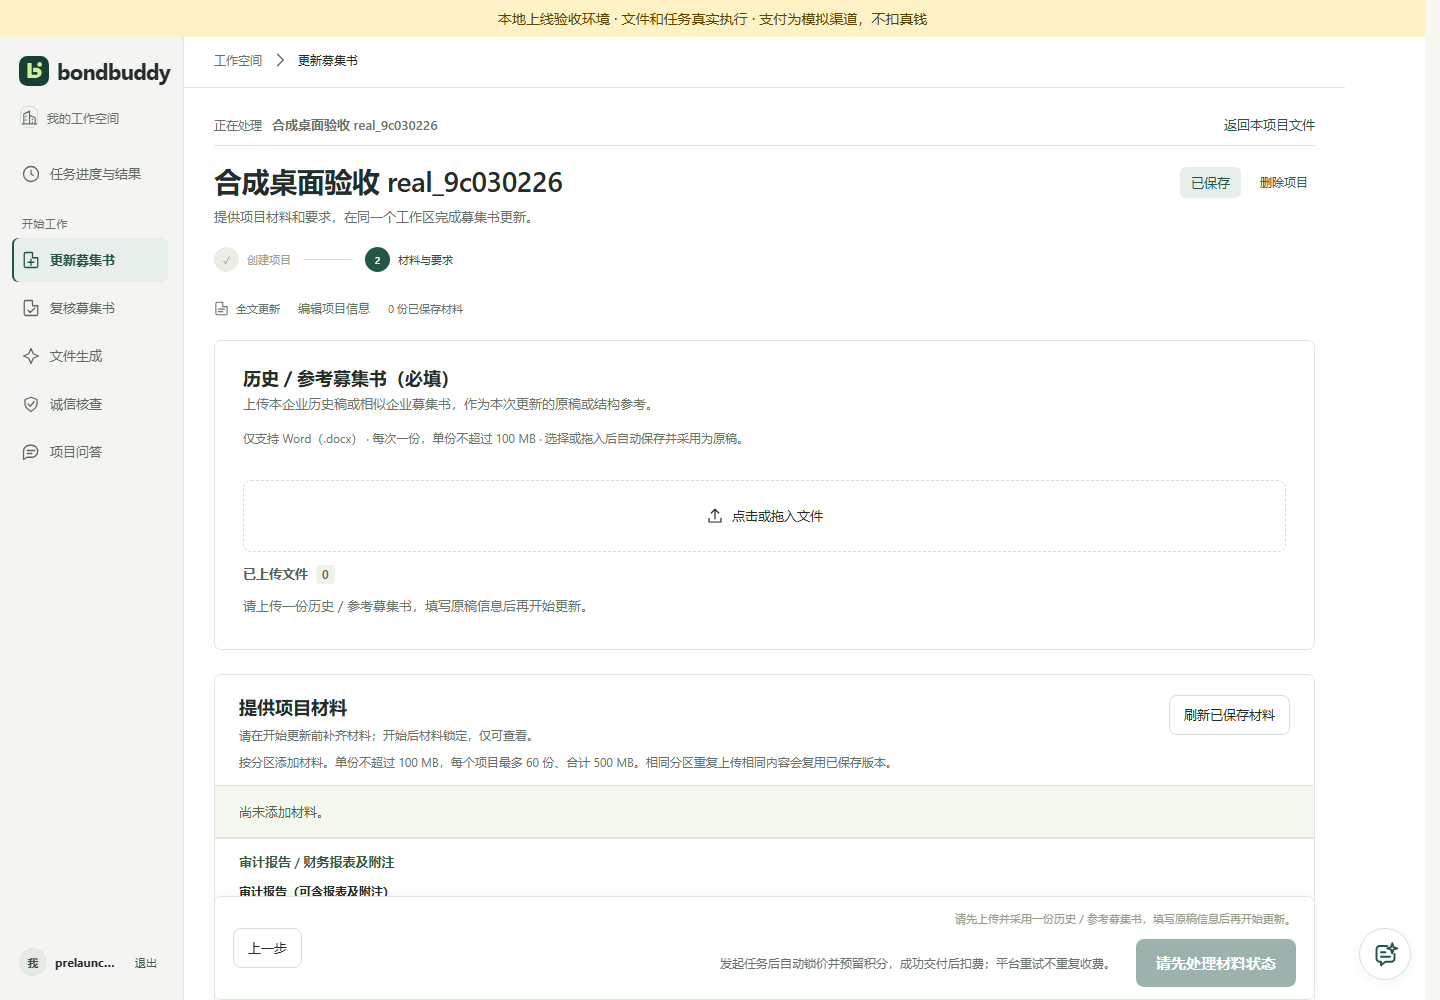 本地上线验收环境 · 文件和任务真实执行 · 支付为模拟渠道，不扣真钱
bondbuddy
我的工作空间
任务进度与结果
开始工作
更新募集书
复核募集书
文件生成
诚信核查
项目问答
我 prelaunc... 退出
工作空间 更新募集书
正在处理 合成桌面验收 real_9c030226 返回本项目文件
合成桌面验收 real_9c030226 已保存 删除项目
提供项目材料和要求，在同一个工作区完成募集书更新。
✓ 创建项目 2 材料与要求
全文更新 编辑项目信息 0 份已保存材料
历史 / 参考募集书（必填）
上传本企业历史稿或相似企业募集书，作为本次更新的原稿或结构参考。
仅支持 Word（.docx） · 每次一份，单份不超过 100 MB · 选择或拖入后自动保存并采用为原稿。
点击或拖入文件
已上传文件 0
请上传一份历史 / 参考募集书，填写原稿信息后再开始更新。
提供项目材料 刷新已保存材料
请在开始更新前补齐材料；开始后材料锁定，仅可查看。
按分区添加材料。单份不超过 100 MB，每个项目最多 60 份、合计 500 MB。相同分区重复上传相同内容会复用已保存版本。
尚未添加材料。
审计报告 / 财务报表及附注
审计报告（可含报表及附注）
请先上传并采用一份历史 / 参考募集书，填写原稿信息后再开始更新。
上一步 发起任务后自动锁价并预留积分，成功交付后扣费；平台重试不重复收费。 请先处理材料状态